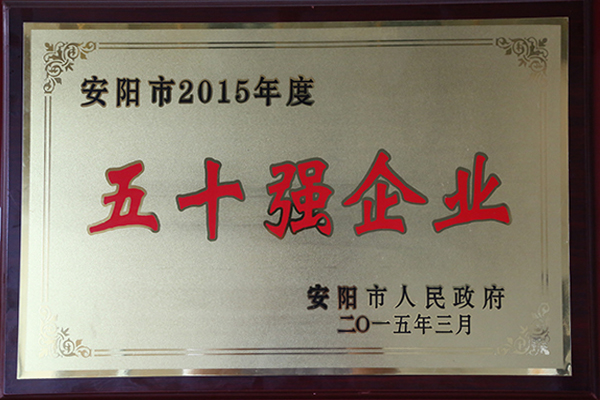 安阳市2015年度
五十强企业
安阳市人民政府
二〇一五年三月